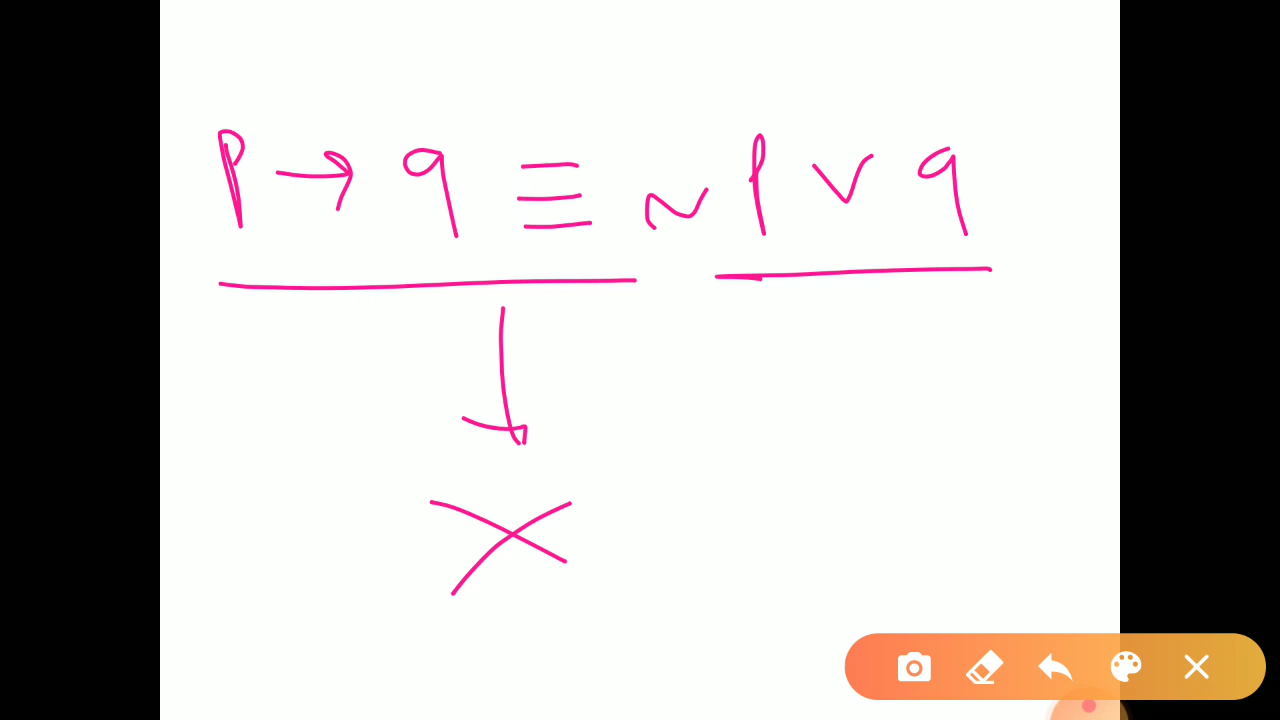 p → q ≡ ~ p ∨ q